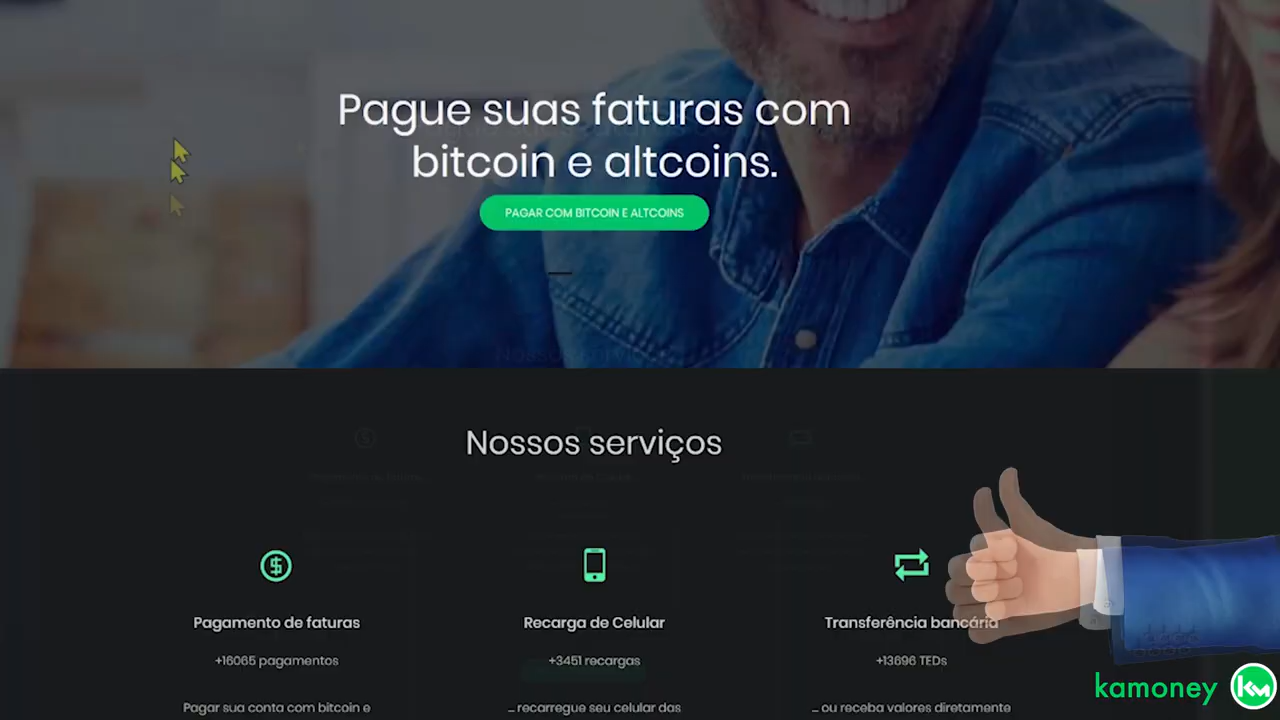 Pague suas faturas com
bitcoin e altcoins.
PAGAR COM BITCOIN E ALTCOINS
Nossos serviços
Pagamento de faturas
+16065 pagamentos
Pagar sua conta com bitcoin e
Recarga de Celular
+3451 recargas
... recarregue seu celular das
Transferência bancária
+13696 TEDs
... ou receba valores diretamente
kamoney